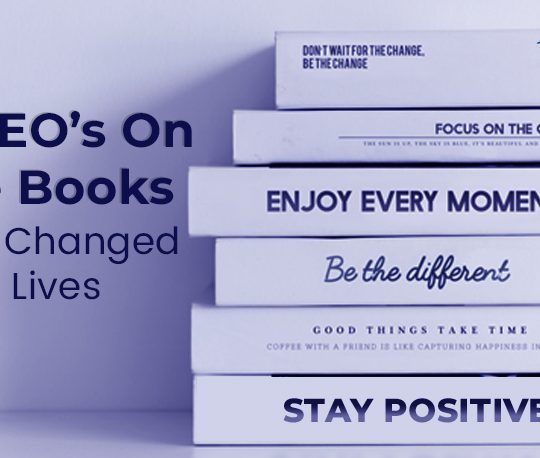 EO's On
Books
Changed
Lives
DON'T WAIT FOR THE CHANGE,
BE THE CHANGE
FOCUS ON THE
THE SUN IS UP, THE SKY IS BLUE, IT'S BEAUTIFUL AND
ENJOY EVERY MOMEN
Be the different
GOOD THINGS TAKE TIME
COFFEE WITH A FRIEND IS LIKE CAPTURING HAPPINESS IN
STAY POSITIVE